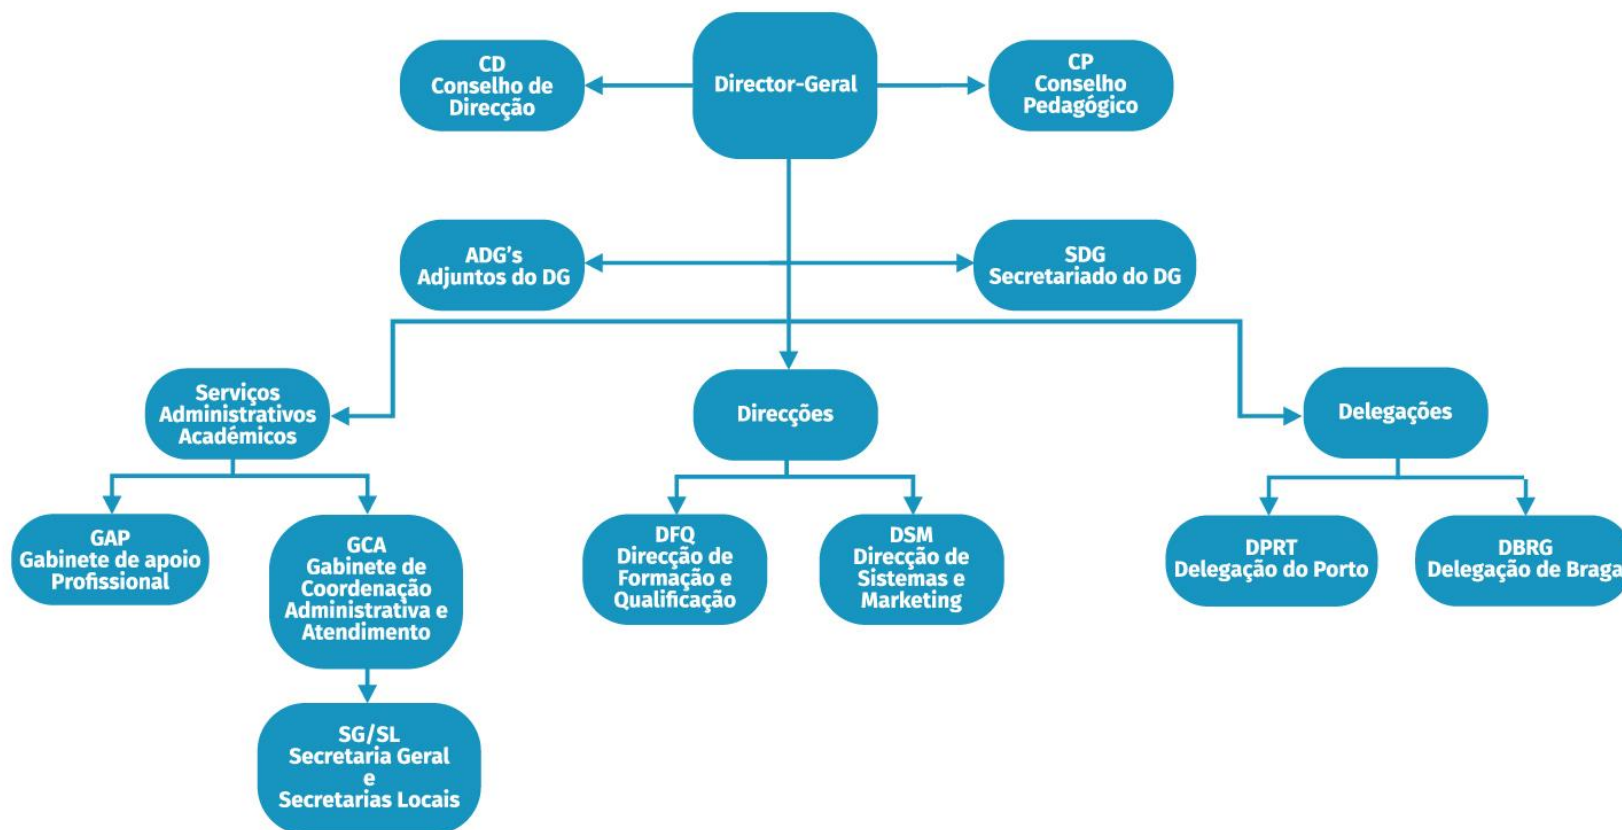 CD
Conselho de
Direcção
Director-Geral
CP
Conselho
Pedagógico
ADG's
Adjuntos do DG
SDG
Secretariado do DG
Serviços
Administrativos
Académicos
Direcções
Delegações
GAP
Gabinete de apoio
Profissional
GCA
Gabinete de
Coordenação
Administrativa e
Atendimento
DFQ
Direcção de
Formação e
Qualificação
DSM
Direcção de
Sistemas e
Marketing
DPRT
Delegação do Porto
DBRG
Delegação de Braga
SG/SL
Secretaria Geral
e
Secretarias Locais